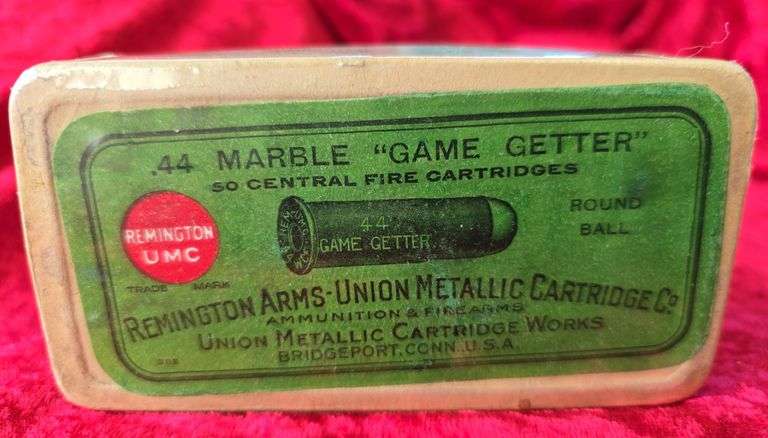 .44 MARBLE "GAME GETTER"
50 CENTRAL FIRE CARTRIDGES
REMINGTON
UMC
TRADE MARK
44
GAME GETTER
ROUND
BALL
REMINGTON ARMS-UNION METALLIC CARTRIDGE CO
AMMUNITION & FIREARMS
UNION METALLIC CARTRIDGE WORKS
BRIDGEPORT, CONN. U.S.A.